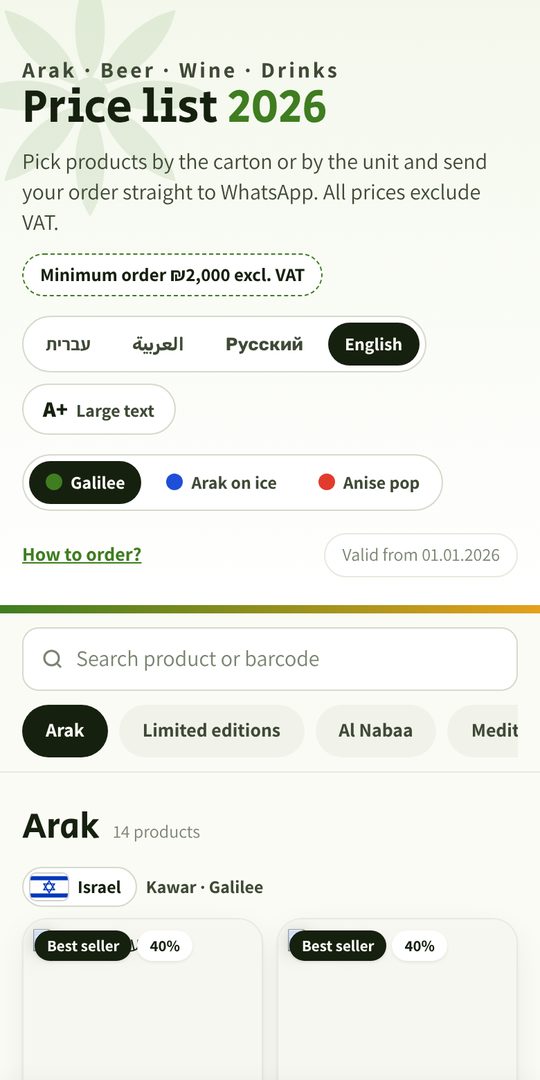 Arak · Beer · Wine · Drinks
Price list 2026
Pick products by the carton or by the unit and send
your order straight to WhatsApp. All prices exclude
VAT.
Minimum order ₪2,000 excl. VAT
עברית العربية Русский English
A+ Large text
Galilee Arak on ice Anise pop
How to order? Valid from 01.01.2026
Search product or barcode
Arak Limited editions Al Nabaa Medit
Arak 14 products
Israel Kawar · Galilee
Best seller 40% Best seller 40%